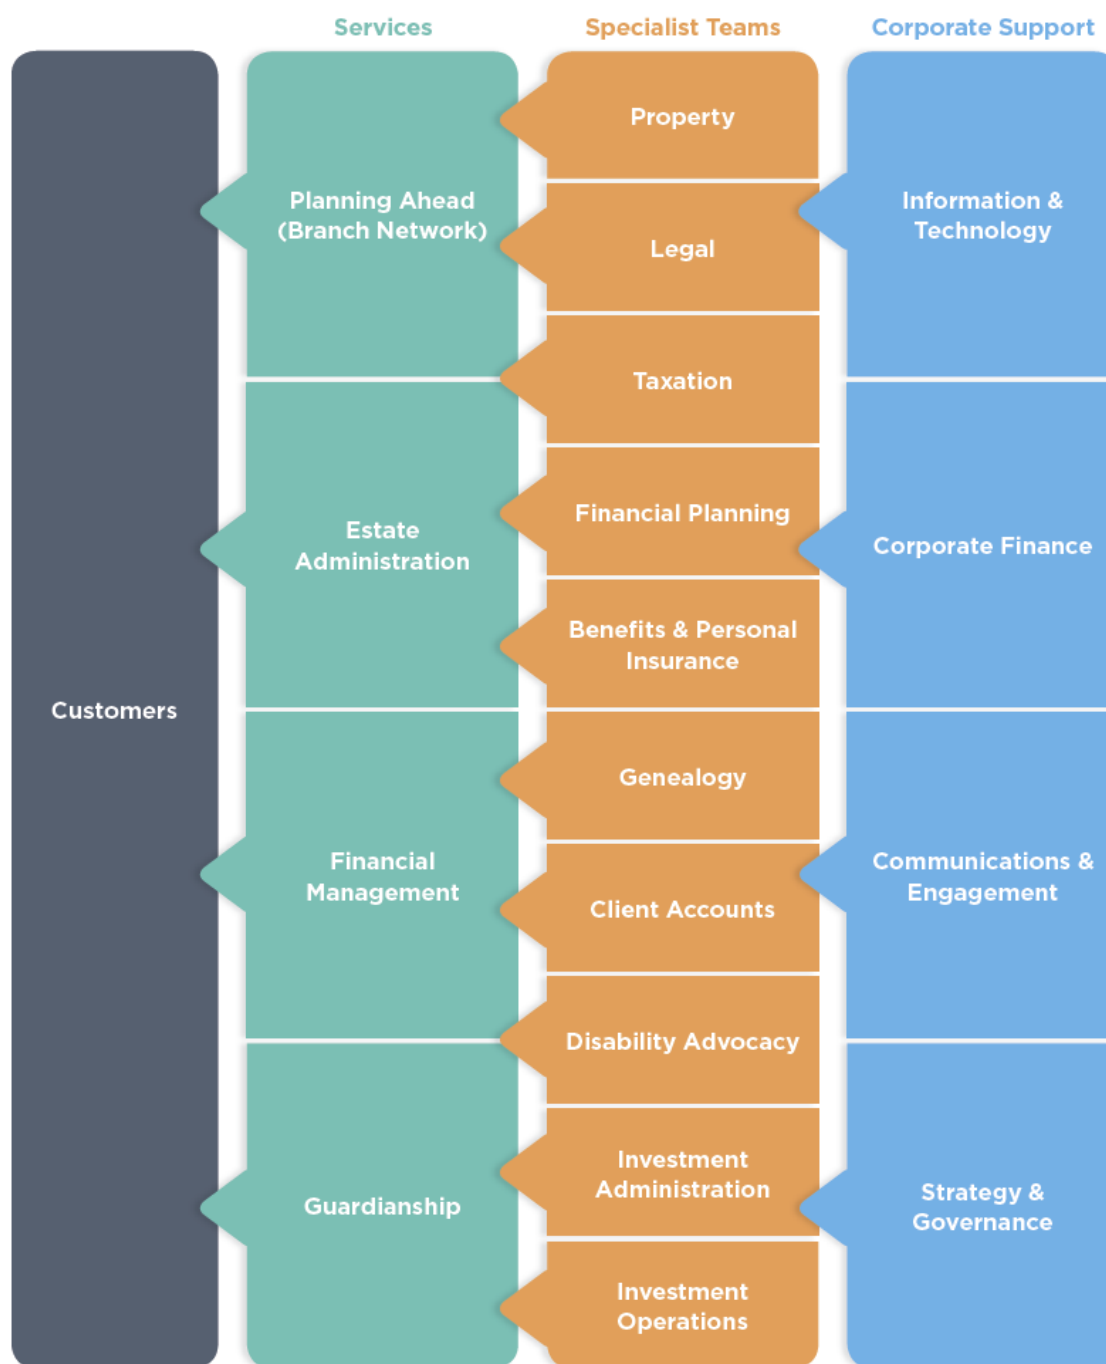 Services
Specialist Teams
Corporate Support
Customers
Planning Ahead
(Branch Network)
Estate
Administration
Financial
Management
Guardianship
Property
Legal
Taxation
Financial Planning
Benefits & Personal
Insurance
Genealogy
Client Accounts
Disability Advocacy
Investment
Administration
Investment
Operations
Information &
Technology
Corporate Finance
Communications &
Engagement
Strategy &
Governance